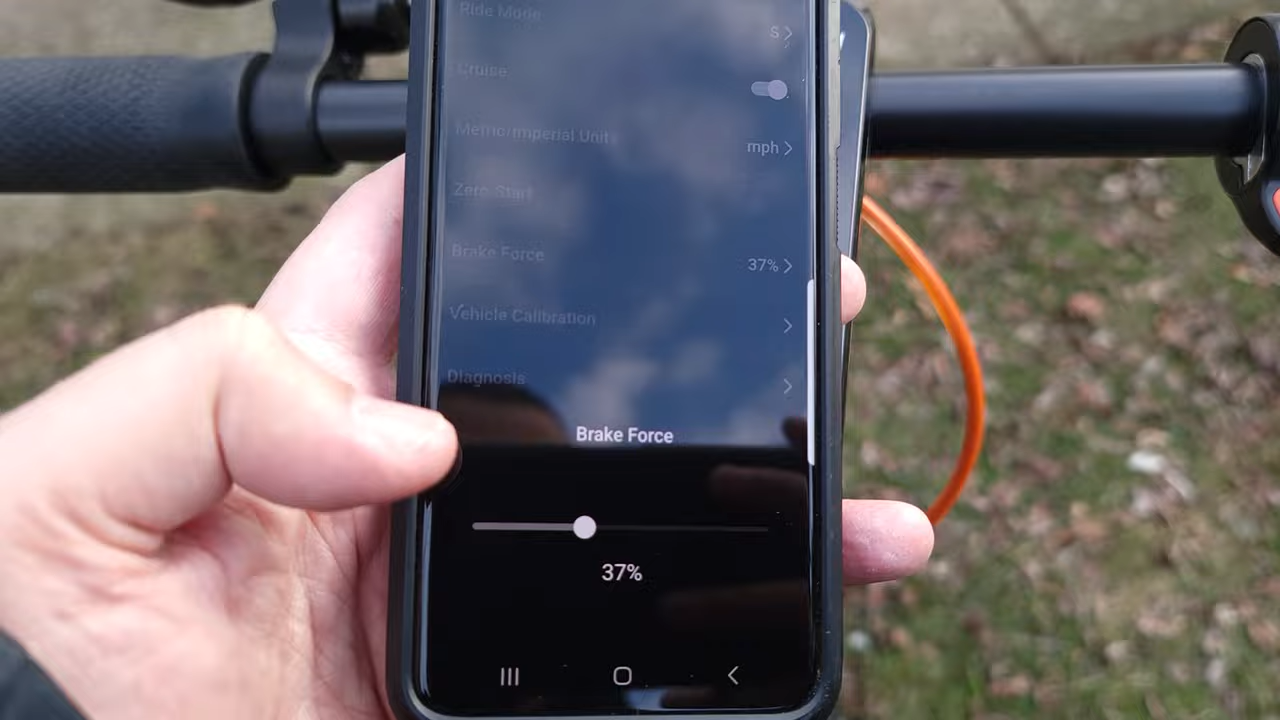 Ride Mode
S
Cruise
Metric/Imperial Units
mph
Zero Start
Brake Force
37%
Vehicle Calibration
Diagnosis
Brake Force
37%